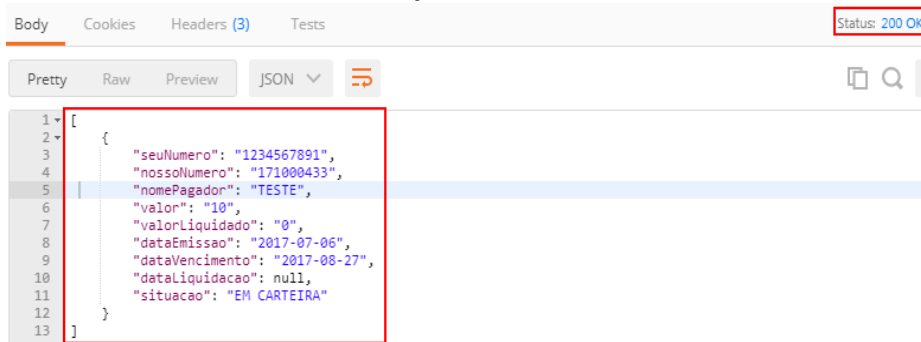 Body Cookies Headers (3) Tests Status: 200 OK
Pretty Raw Preview JSON
1 [
2 {
3 "seuNumero": "1234567891",
4 "nossoNumero": "171000433",
5 "nomePagador": "TESTE",
6 "valor": "10",
7 "valorLiquidado": "0",
8 "dataEmissao": "2017-07-06",
9 "dataVencimento": "2017-08-27",
10 "dataLiquidacao": null,
11 "situacao": "EM CARTEIRA"
12 }
13 ]